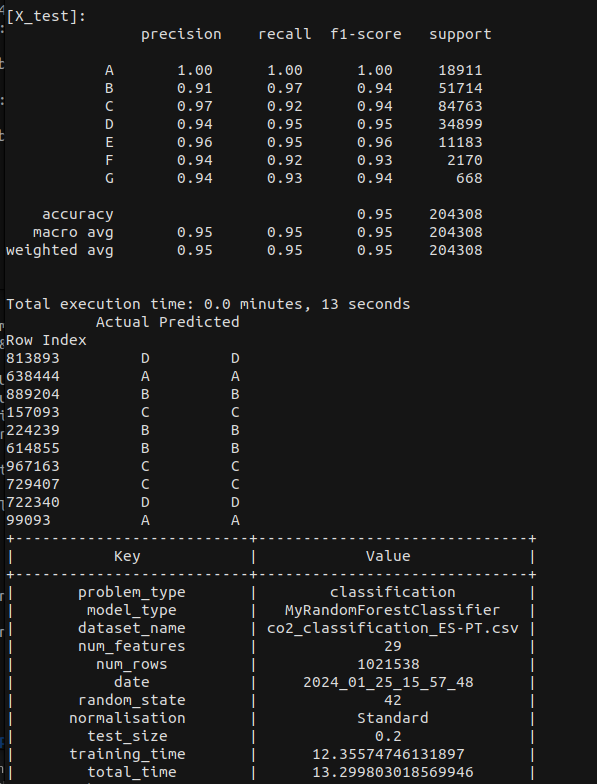 [X_test]:
precision recall f1-score support
A 1.00 1.00 1.00 18911
B 0.91 0.97 0.94 51714
C 0.97 0.92 0.94 84763
D 0.94 0.95 0.95 34899
E 0.96 0.95 0.96 11183
F 0.94 0.92 0.93 2170
G 0.94 0.93 0.94 668
accuracy 0.95 204308
macro avg 0.95 0.95 0.95 204308
weighted avg 0.95 0.95 0.95 204308
Total execution time: 0.0 minutes, 13 seconds
Actual Predicted
Row Index
813893 D D
638444 A A
889204 B B
157093 C C
224239 B B
614855 B B
967163 C C
729407 C C
722340 D D
99093 A A
+--------------------------+------------------------------+
| Key | Value |
+--------------------------+------------------------------+
| problem_type | classification |
| model_type | MyRandomForestClassifier |
| dataset_name | co2_classification_ES-PT.csv |
| num_features | 29 |
| num_rows | 1021538 |
| date | 2024_01_25_15_57_48 |
| random_state | 42 |
| normalisation | Standard |
| test_size | 0.2 |
| training_time | 12.35574746131897 |
| total_time | 13.299803018569946 |